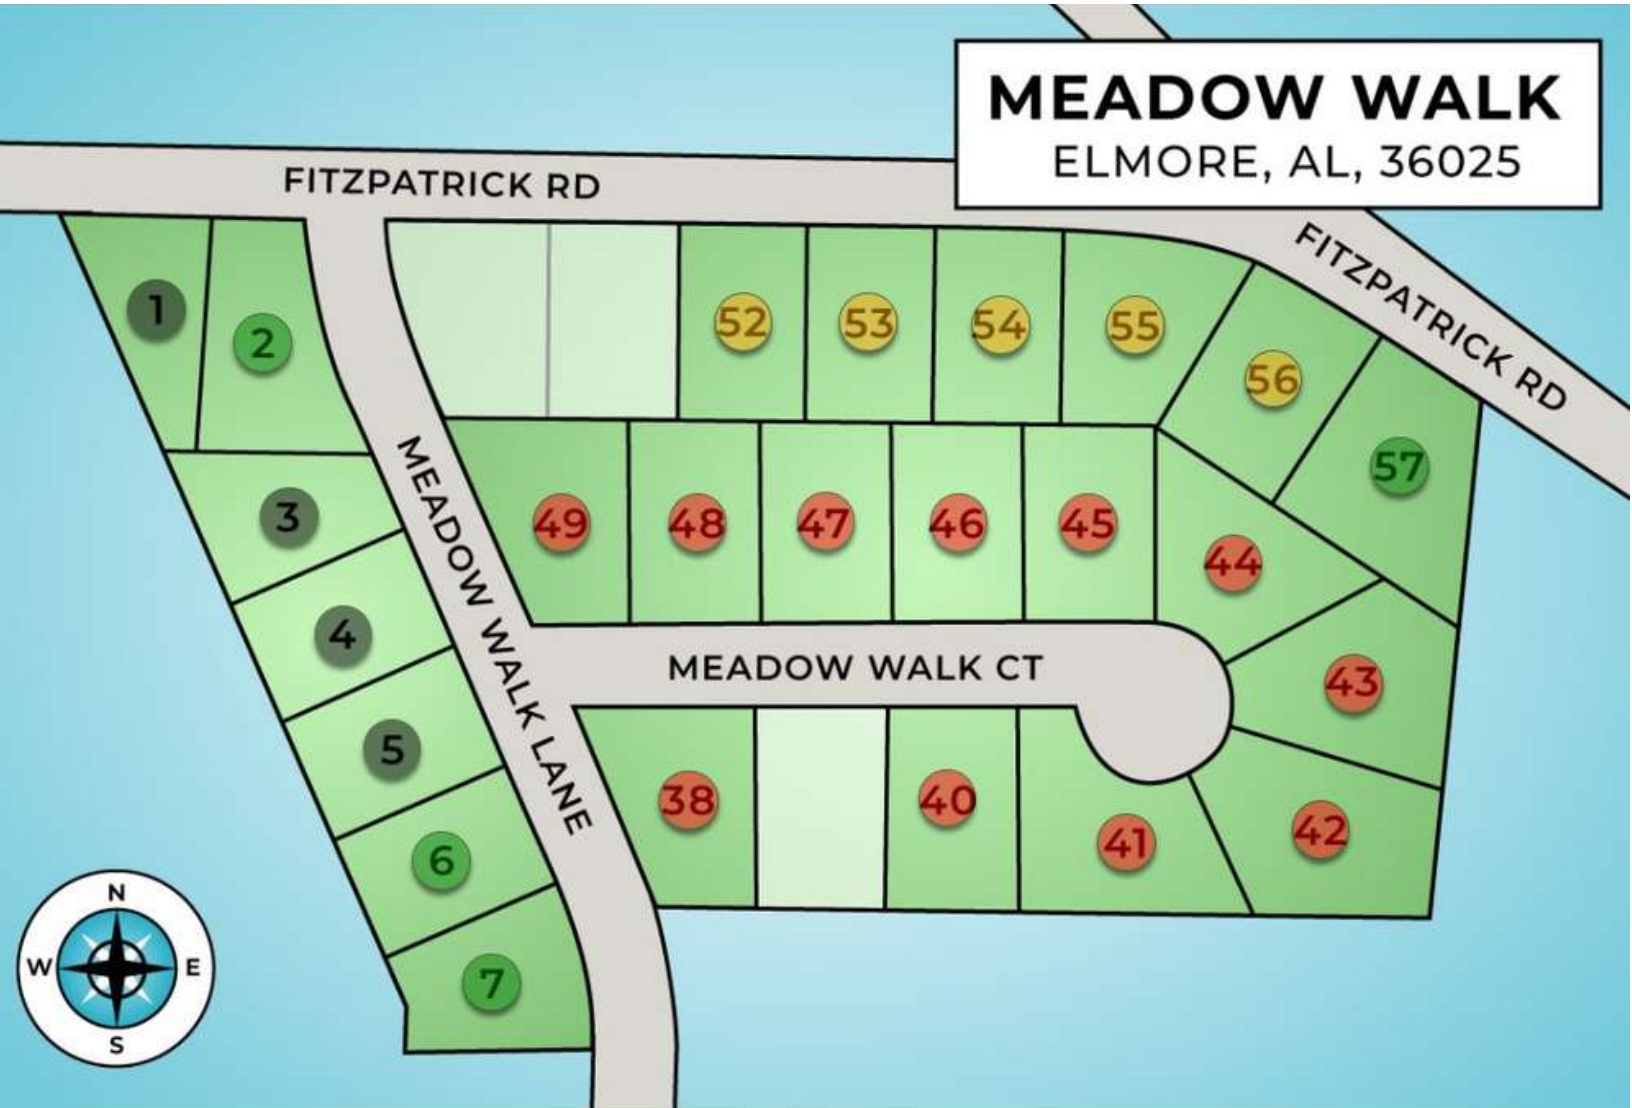 MEADOW WALK
ELMORE, AL, 36025
FITZPATRICK RD
FITZPATRICK RD
1
2
52
53
54
55
56
57
3
49
48
47
46
45
44
4
MEADOW WALK LANE
MEADOW WALK CT
43
5
38
40
41
42
6
7
N
W
E
S